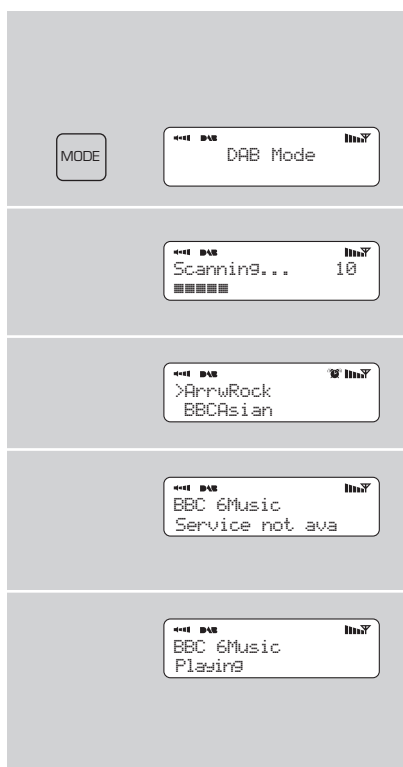 MODE
DAB
DAB Mode
DAB
Scanning... 10
DAB
>ArrwRock
BBCAsian
DAB
BBC 6Music
Service not ava
DAB
BBC 6Music
Playing